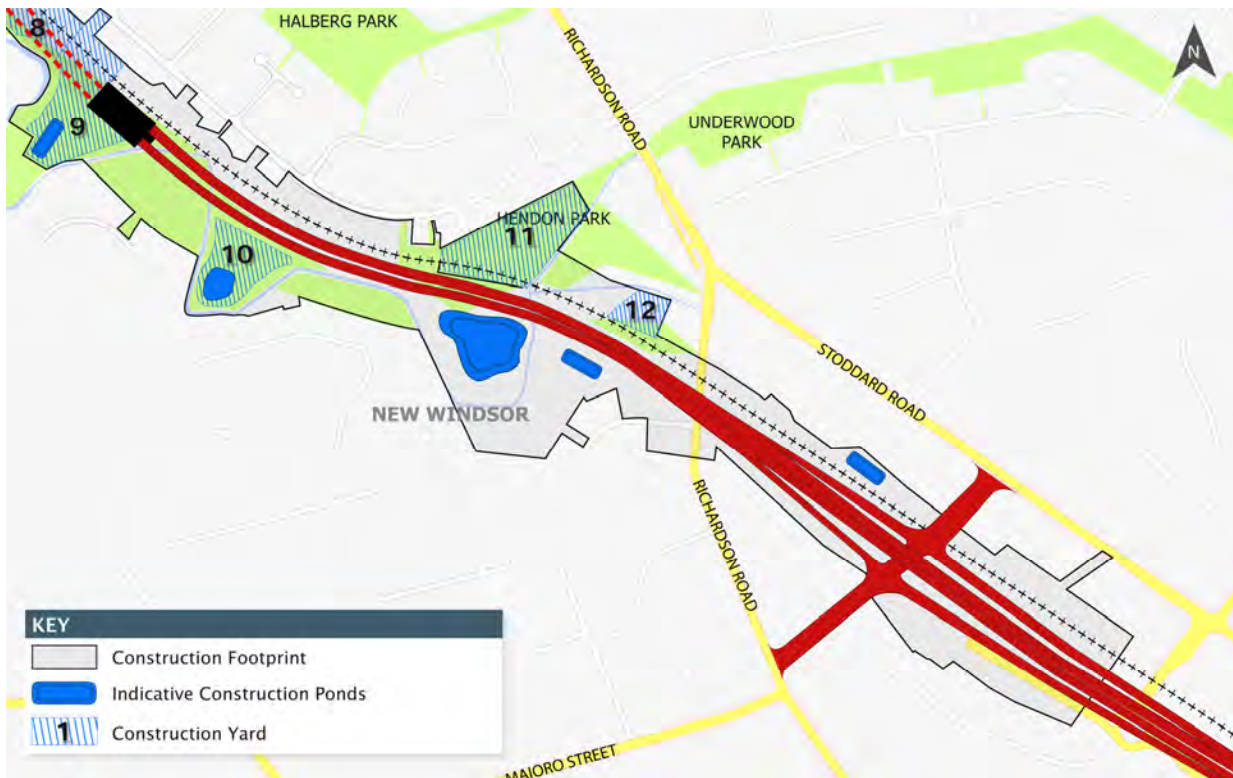 8
HALBERG PARK
RICHARDSON ROAD
N
9
UNDERWOOD
PARK
HENDON PARK
11
10
12
STODDARD ROAD
NEW WINDSOR
RICHARDSON ROAD
KEY
Construction Footprint
Indicative Construction Ponds
1 Construction Yard
MAIORO STREET